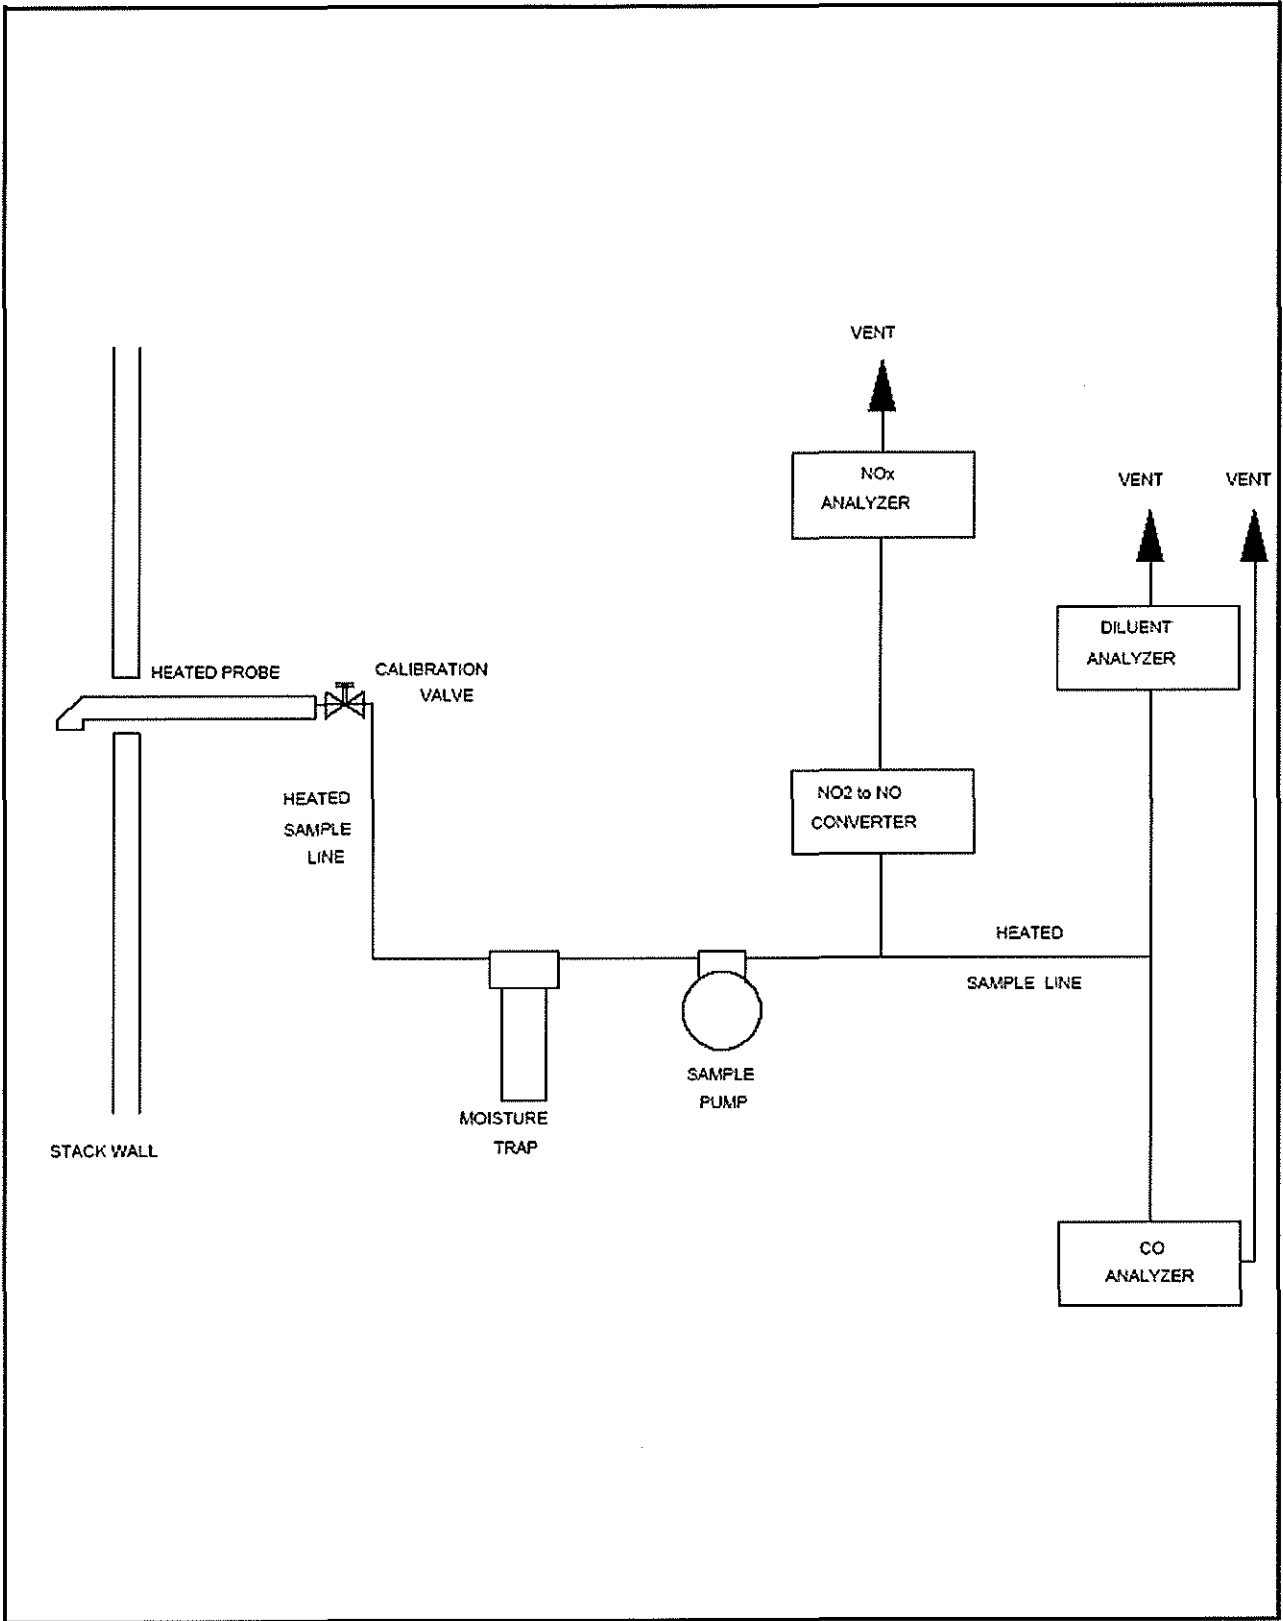 VENT
NOx
ANALYZER
VENT
VENT
DILUENT
ANALYZER
HEATED PROBE
CALIBRATION
VALVE
HEATED
SAMPLE
LINE
NO2 to NO
CONVERTER
HEATED
SAMPLE LINE
SAMPLE
PUMP
MOISTURE
TRAP
STACK WALL
CO
ANALYZER